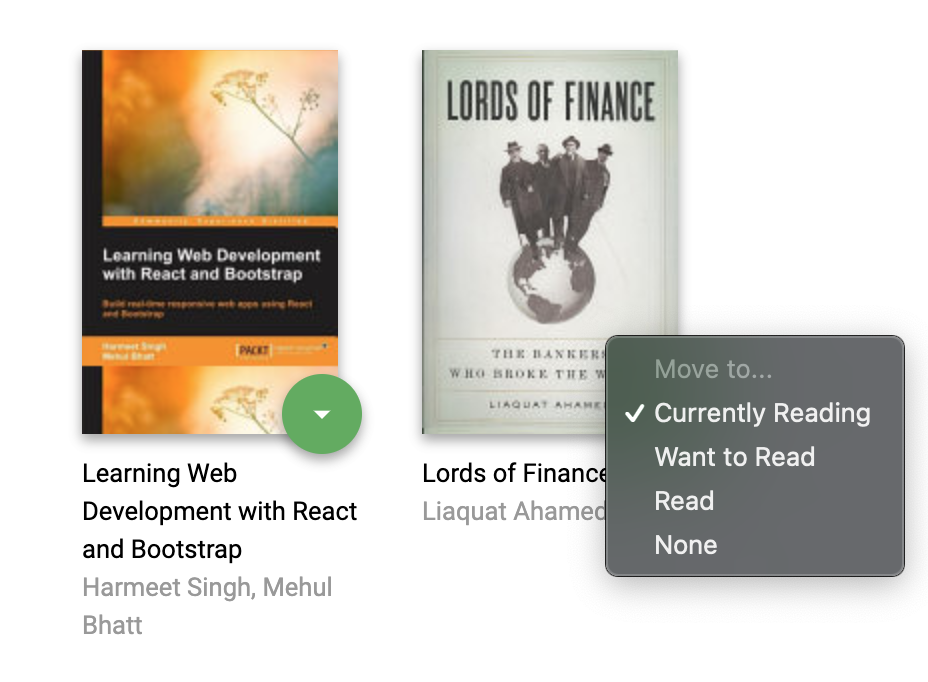 Community Experience Distilled
Learning Web Development
with React and Bootstrap
Build real-time responsive web apps using React
and Bootstrap
Harmeet Singh
Mehul Bhatt
PACKT
Learning Web
Development with React
and Bootstrap
Harmeet Singh, Mehul
Bhatt
LORDS OF FINANCE
THE BANKERS
WHO BROKE THE W
LIAQUAT AHAME
Lords of Finance
Liaquat Ahamed
Move to...
✓ Currently Reading
Want to Read
Read
None